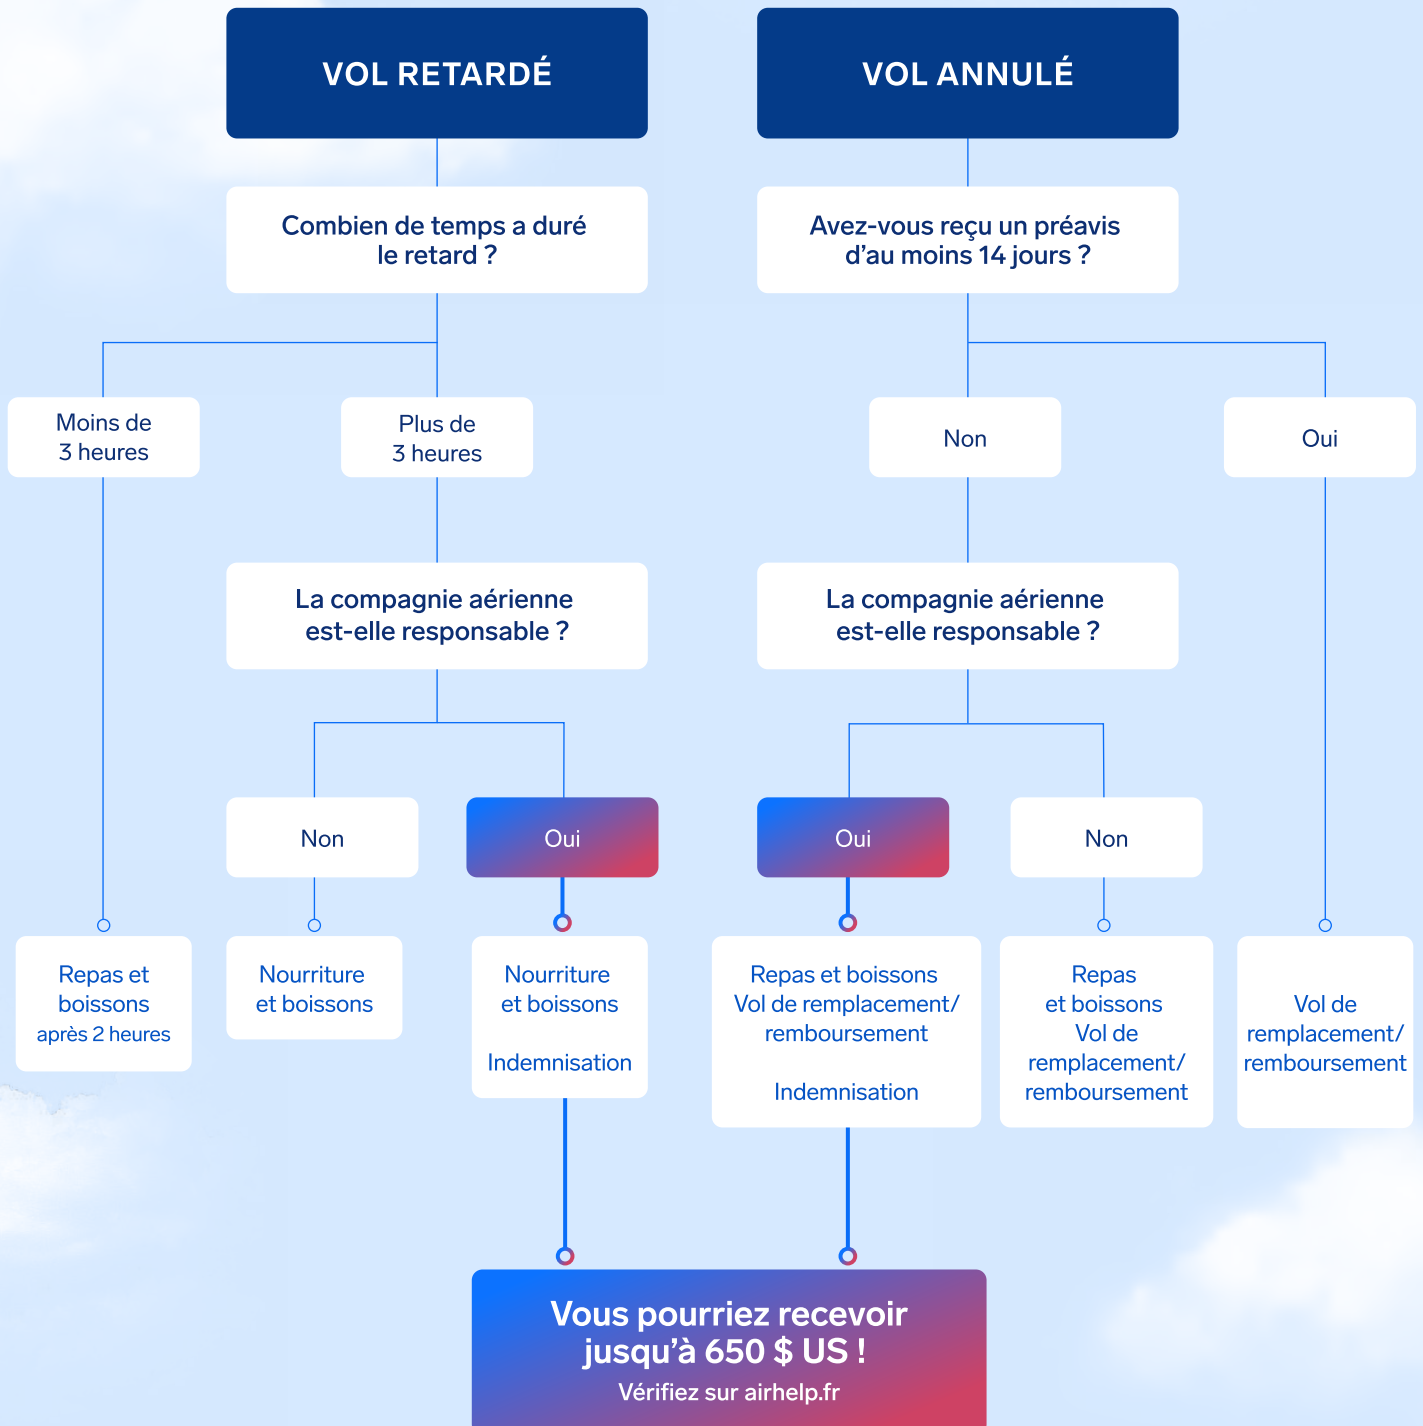 VOL RETARDÉ
VOL ANNULÉ
Combien de temps a duré
le retard ?
Avez-vous reçu un préavis
d’au moins 14 jours ?
Moins de
3 heures
Plus de
3 heures
Non
Oui
La compagnie aérienne
est-elle responsable ?
La compagnie aérienne
est-elle responsable ?
Non
Oui
Oui
Non
Repas et
boissons
après 2 heures
Nourriture
et boissons
Nourriture
et boissons
Indemnisation
Repas et boissons
Vol de remplacement/
remboursement
Indemnisation
Repas
et boissons
Vol de
remplacement/
remboursement
Vol de
remplacement/
remboursement
Vous pourriez recevoir
jusqu’à 650 $ US !
Vérifiez sur airhelp.fr